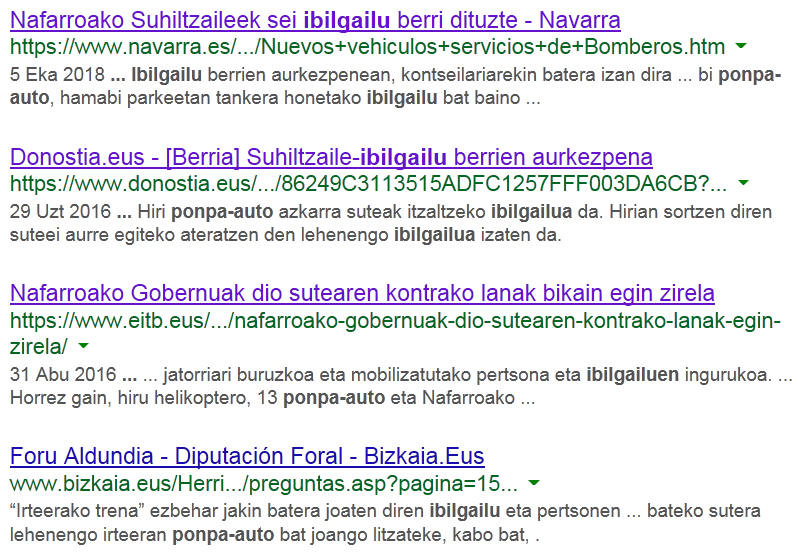 Nafarroako Suhiltzaileek sei ibilgailu berri dituzte - Navarra
https://www.navarra.es/.../Nuevos+vehiculos+servicios+de+Bomberos.htm
5 Eka 2018 ... Ibilgailu berrien aurkezpenean, kontseilariarekin batera izan dira ... bi ponpa-
auto, hamabi parkeetan tankera honetako ibilgailu bat baino ...
Donostia.eus - [Berria] Suhiltzaile-ibilgailu berrien aurkezpena
https://www.donostia.eus/.../86249C3113515ADFC1257FFF003DA6CB?...
29 Uzt 2016 ... Hiri ponpa-auto azkarra suteak itzaltzeko ibilgailua da. Hirian sortzen diren
suteei aurre egiteko ateratzen den lehenengo ibilgailua izaten da.
Nafarroako Gobernuak dio sutearen kontrako lanak bikain egin zirela
https://www.eitb.eus/.../nafarroako-gobernuak-dio-sutearen-kontrako-lanak-egin-
zirela/
31 Abu 2016 ... ... jatorriari buruzkoa eta mobilizatutako pertsona eta ibilgailuen ingurukoa. ...
Horrez gain, hiru helikoptero, 13 ponpa-auto eta Nafarroako ...
Foru Aldundia - Diputación Foral - Bizkaia.Eus
www.bizkaia.eus/Herri.../preguntas.asp?pagina=15...
“Irteerako trena” ezbehar jakin batera joaten diren ibilgailu eta pertsonen ... bateko sutera
lehenengo irteeran ponpa-auto bat joango litzateke, kabo bat, .